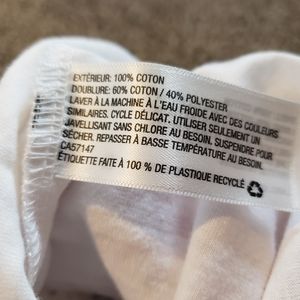 EXTÉRIEUR: 100% COTON
DOUBLURE: 60% COTON / 40% POLYESTER
LAVER À LA MACHINE À L'EAU FROIDE AVEC DES COULEURS
SIMILAIRES. CYCLE DÉLICAT. UTILISER SEULEMENT UN
JAVELLISANT SANS CHLORE AU BESOIN. SUSPENDRE POUR
SÉCHER. REPASSER À BASSE TEMPÉRATURE AU BESOIN.
CA57147
ÉTIQUETTE FAITE À 100 % DE PLASTIQUE RECYCLÉ